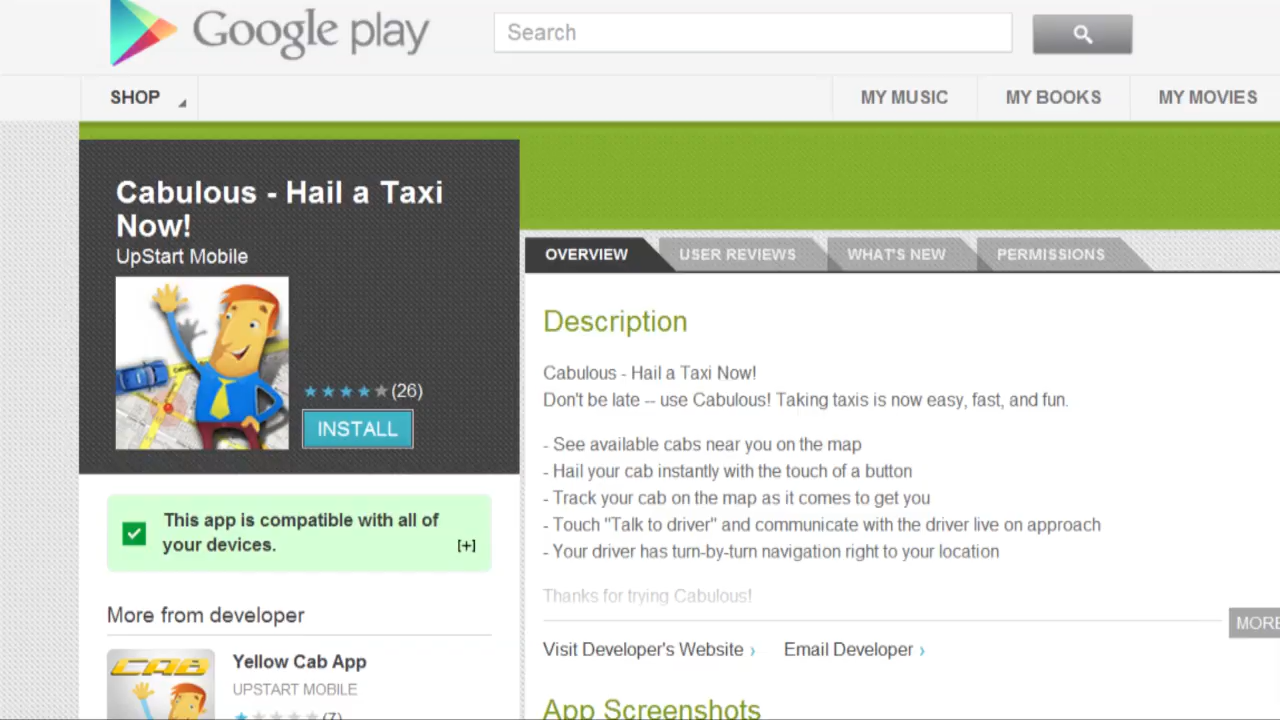 Google play
Search
SHOP
MY MUSIC
MY BOOKS
MY MOVIES
Cabulous - Hail a Taxi
Now!
UpStart Mobile
(26)
INSTALL
This app is compatible with all of
your devices.
[+]
More from developer
CAB
Yellow Cab App
UPSTART MOBILE
(7)
OVERVIEW
USER REVIEWS
WHAT'S NEW
PERMISSIONS
Description
Cabulous - Hail a Taxi Now!
Don't be late -- use Cabulous! Taking taxis is now easy, fast, and fun.
- See available cabs near you on the map
- Hail your cab instantly with the touch of a button
- Track your cab on the map as it comes to get you
- Touch "Talk to driver" and communicate with the driver live on approach
- Your driver has turn-by-turn navigation right to your location
Thanks for trying Cabulous!
MORE
Visit Developer's Website ›
Email Developer ›
App Screenshots